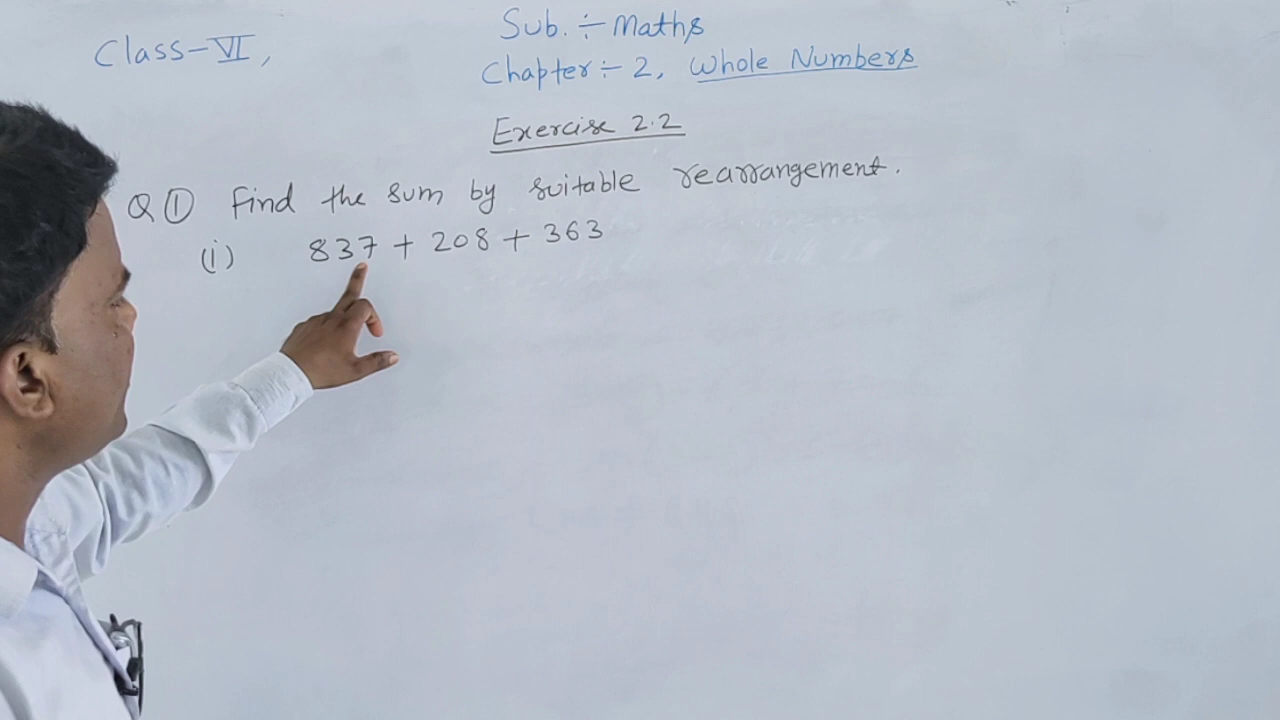 Class-VI,
Sub. ÷ Maths
Chapter ÷ 2, Whole Numbers
Exercise 2.2
Q ① Find the sum by suitable rearrangement.
(i) 837 + 208 + 363